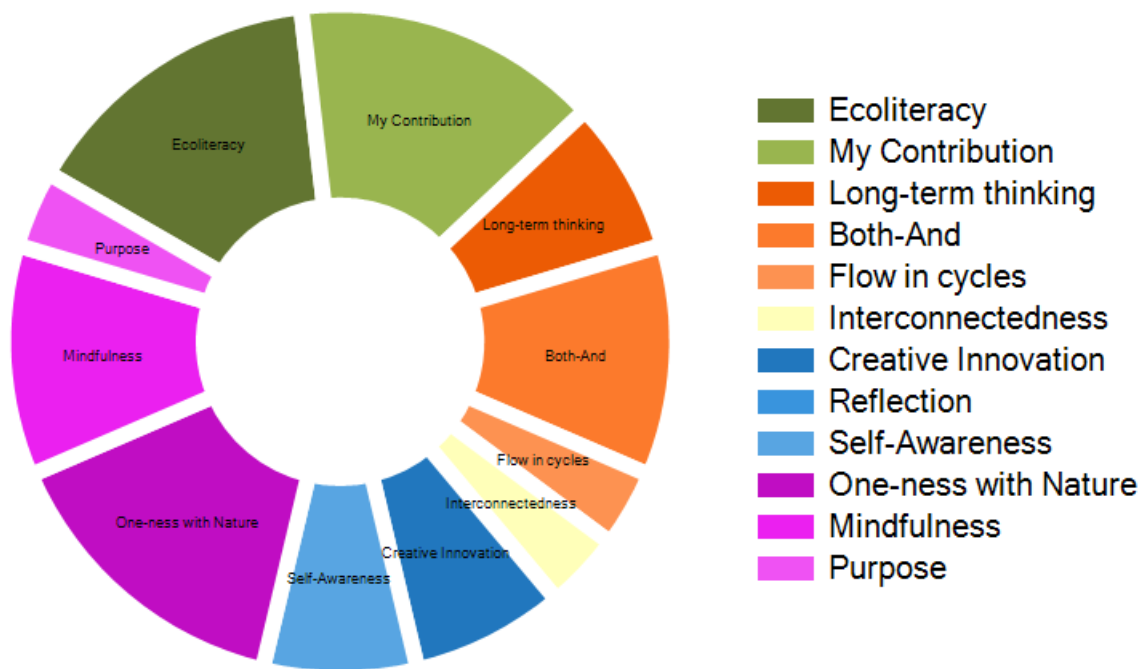 My Contribution
Ecoliteracy
Long-term thinking
Purpose
Mindfulness
Both-And
Flow in cycles
Interconnectedness
One-ness with Nature
Creative Innovation
Self-Awareness
Ecoliteracy
My Contribution
Long-term thinking
Both-And
Flow in cycles
Interconnectedness
Creative Innovation
Reflection
Self-Awareness
One-ness with Nature
Mindfulness
Purpose